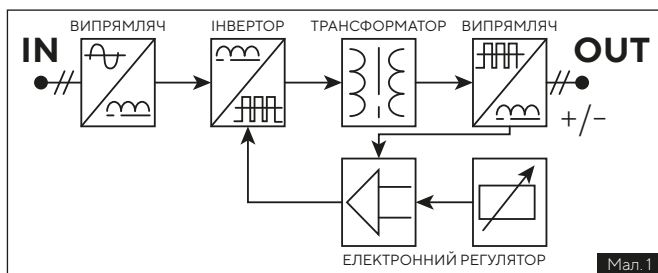 ВИПРЯМЛЯЧ ІНВЕРТОР ТРАНСФОРМАТОР ВИПРЯМЛЯЧ
IN OUT
+/−
ЕЛЕКТРОННИЙ РЕГУЛЯТОР
Мал. 1